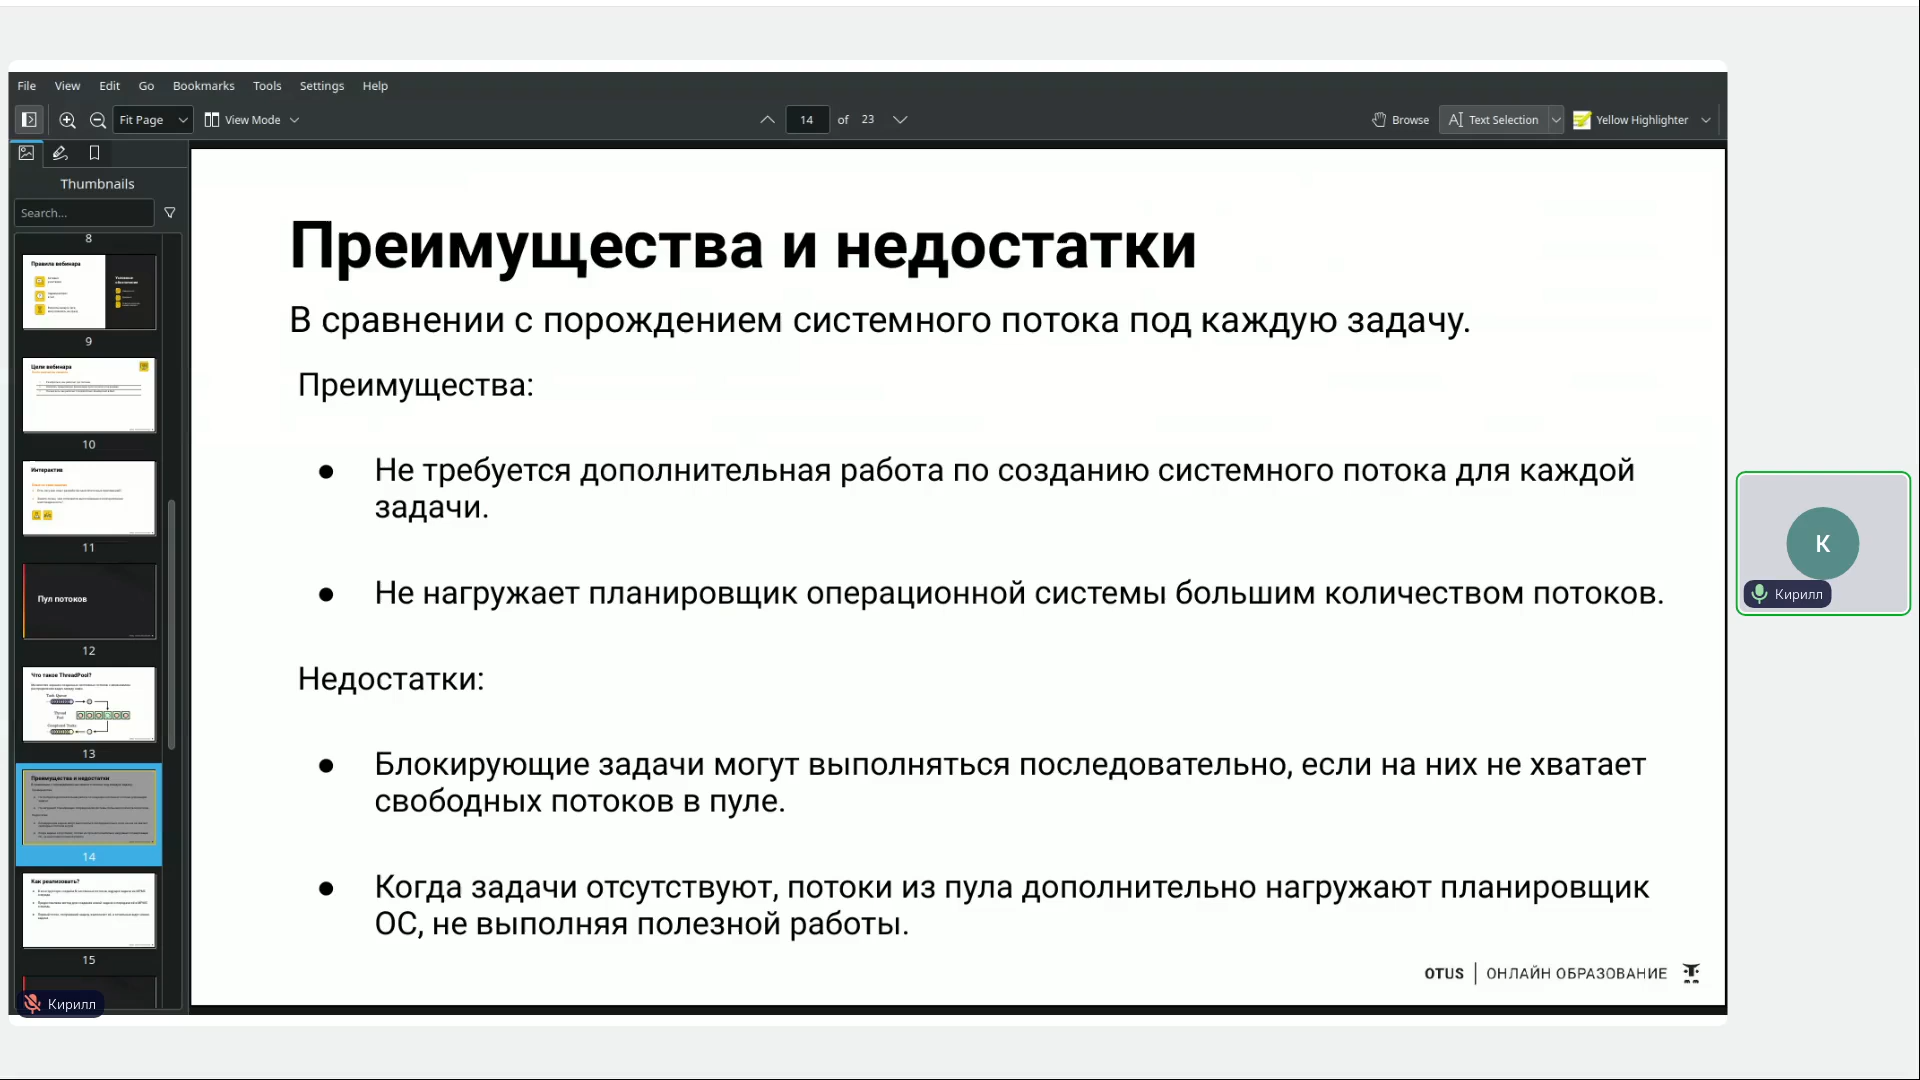 File View Edit Go Bookmarks Tools Settings Help
Fit Page View Mode 14 of 23 Browse Text Selection Yellow Highlighter
Thumbnails
Search...
8
Правила вебинара
9
Цели вебинара
10
Интерактив
11
Пул потоков
12
Что такое ThreadPool?
13
Преимущества и недостатки
14
Как реализовать?
15
Кирилл
Преимущества и недостатки
В сравнении с порождением системного потока под каждую задачу.
Преимущества:
● Не требуется дополнительная работа по созданию системного потока для каждой
задачи.
● Не нагружает планировщик операционной системы большим количеством потоков.
Недостатки:
● Блокирующие задачи могут выполняться последовательно, если на них не хватает
свободных потоков в пуле.
● Когда задачи отсутствуют, потоки из пула дополнительно нагружают планировщик
ОС, не выполняя полезной работы.
OTUS | ОНЛАЙН ОБРАЗОВАНИЕ
К
Кирилл